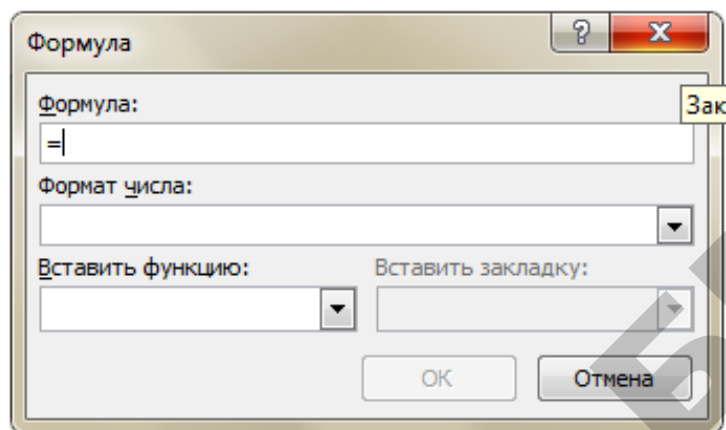 Формула
Формула:
Зак
=
Формат числа:
Вставить функцию: Вставить закладку:
ОК Отмена